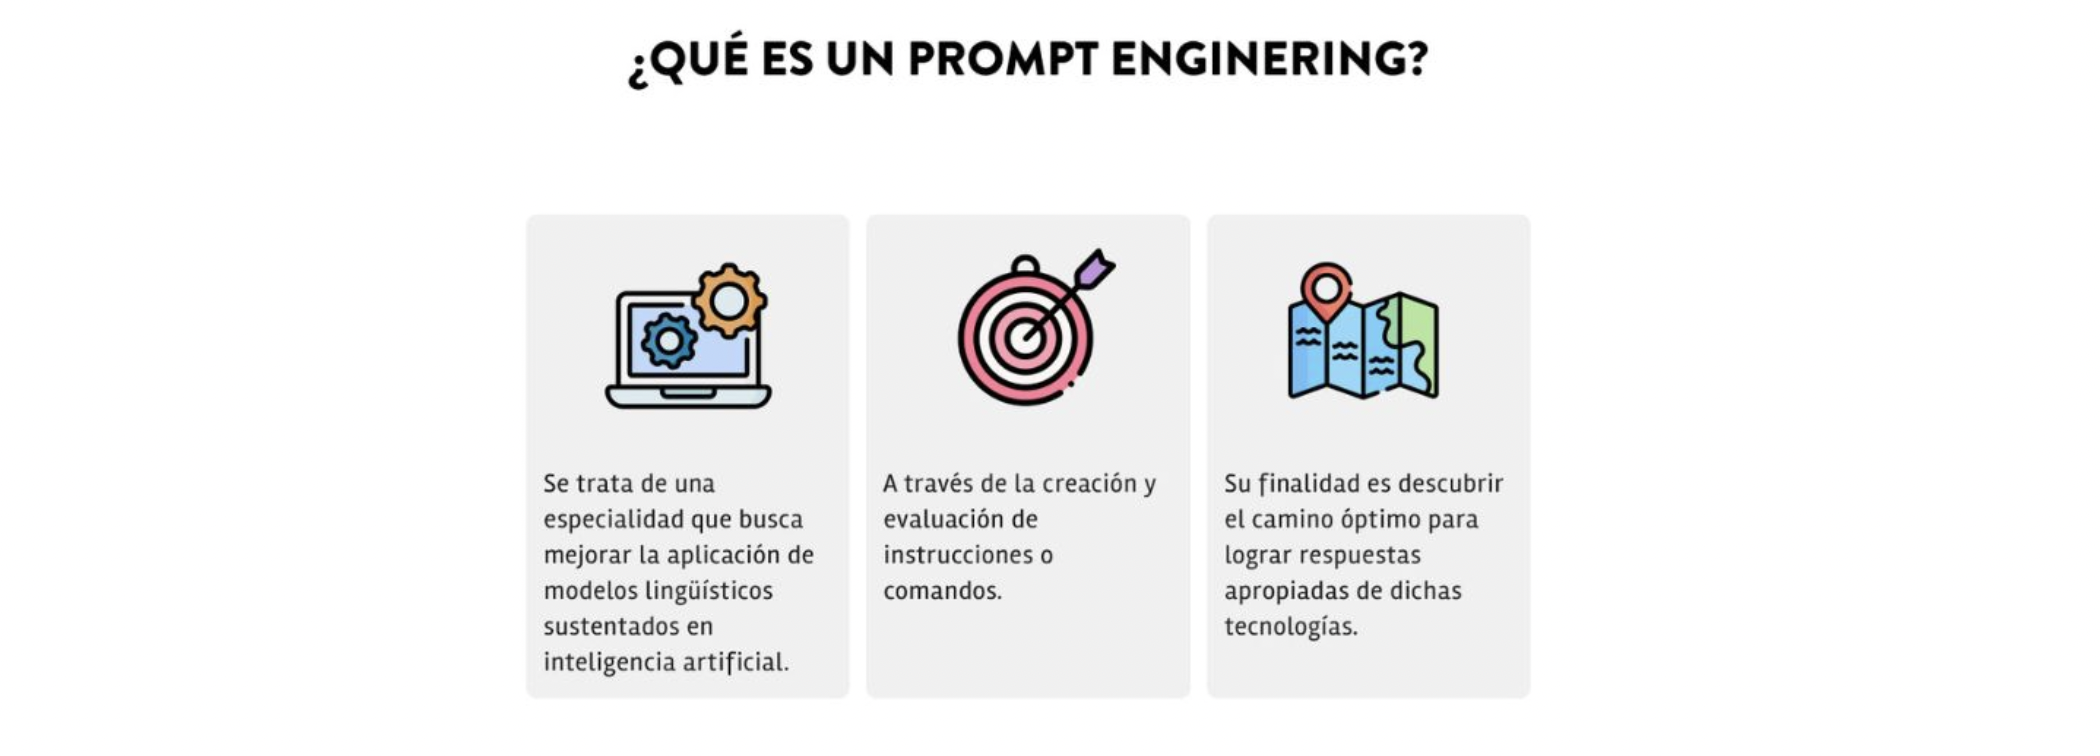 ¿QUÉ ES UN PROMPT ENGINERING?
Se trata de una
especialidad que busca
mejorar la aplicación de
modelos lingüísticos
sustentados en
inteligencia artificial.
A través de la creación y
evaluación de
instrucciones o
comandos.
Su finalidad es descubrir
el camino óptimo para
lograr respuestas
apropiadas de dichas
tecnologías.